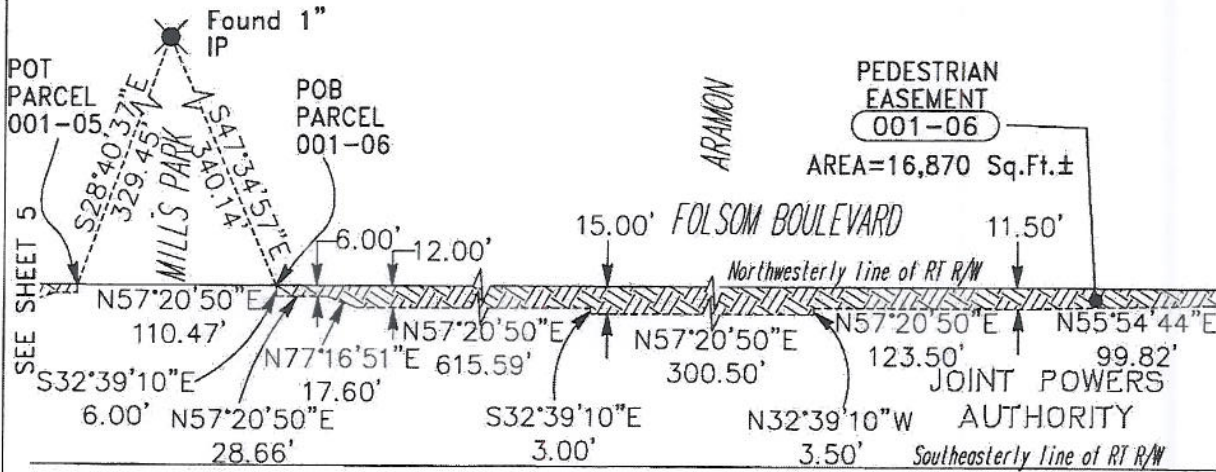 Found 1"
IP
POT
PARCEL
001-05
POB
PARCEL
001-06
S28°40'37"E
329.45'
MILLS PARK
S47°34'57"E
340.14'
ARAMON
PEDESTRIAN
EASEMENT
001-06
AREA=16,870 Sq.Ft.±
SEE SHEET 5
6.00'
12.00'
15.00'
FOLSOM BOULEVARD
11.50'
Northwesterly line of RT R/W
N57°20'50"E
110.47'
N77°16'51"E
17.60'
N57°20'50"E
615.59'
N57°20'50"E
300.50'
N57°20'50"E
123.50'
N55°54'44"E
99.82'
S32°39'10"E
6.00'
N57°20'50"E
28.66'
S32°39'10"E
3.00'
N32°39'10"W
3.50'
JOINT POWERS
AUTHORITY
Southeasterly line of RT R/W